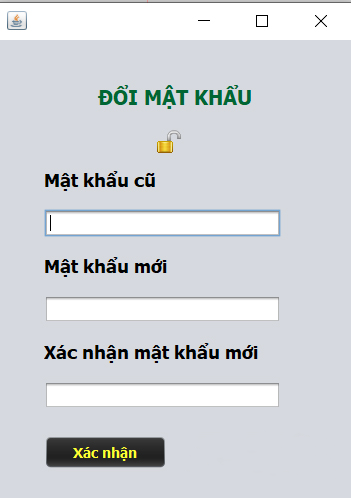 ĐỔI MẬT KHẨU
Mật khẩu cũ
Mật khẩu mới
Xác nhận mật khẩu mới
Xác nhận